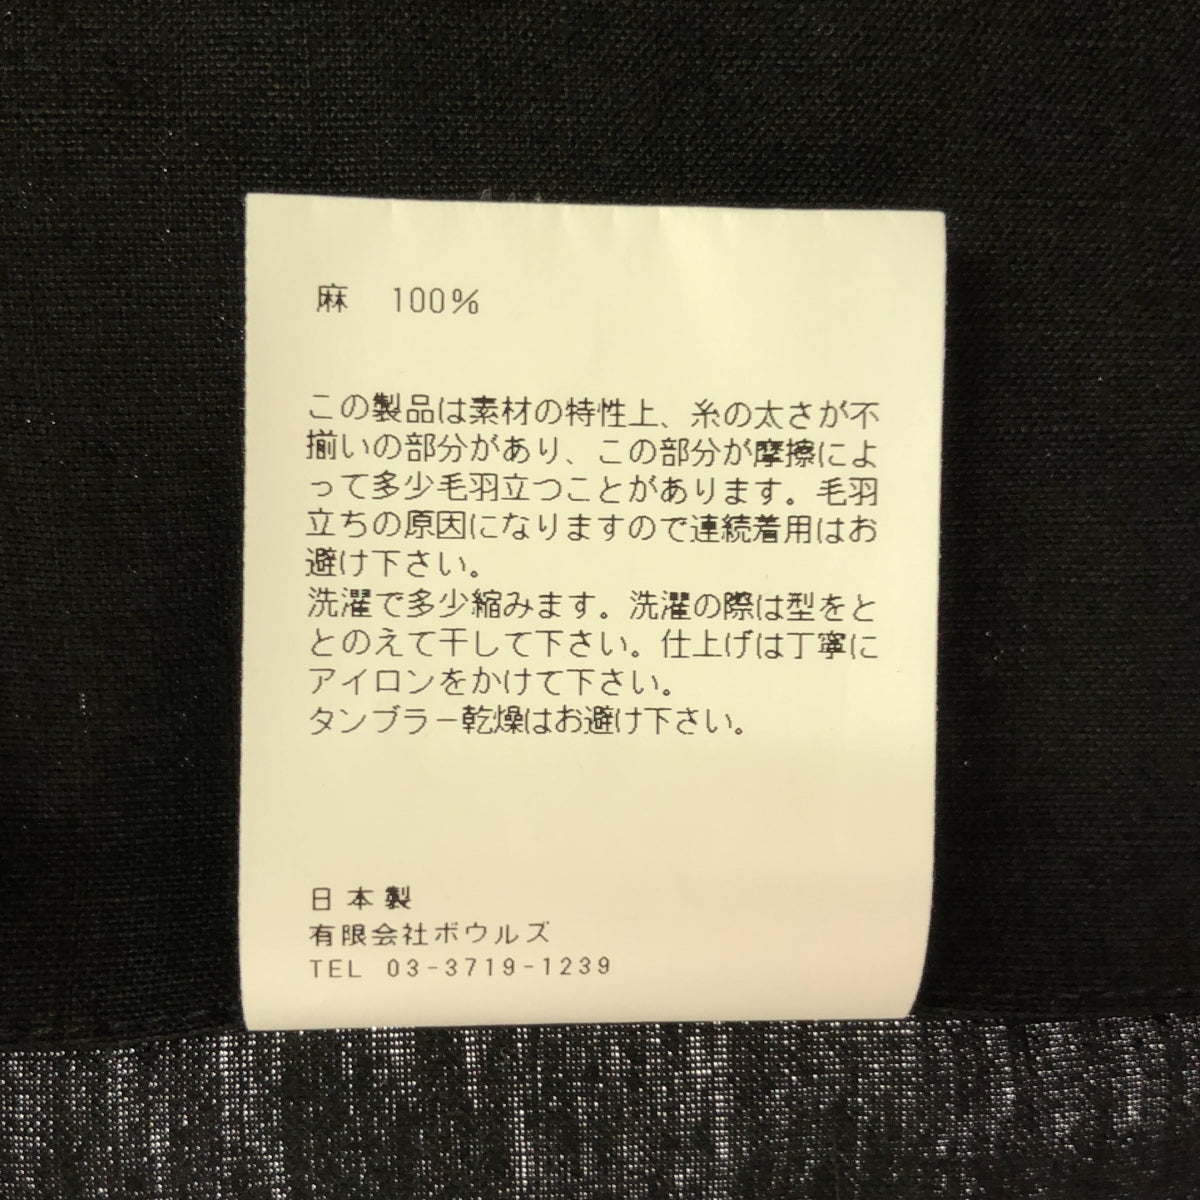 麻　100%
この製品は素材の特性上、糸の太さが不
揃いの部分があり、この部分が摩擦によ
って多少毛羽立つことがあります。毛羽
立ちの原因になりますので連続着用はお
避け下さい。
洗濯で多少縮みます。洗濯の際は型をと
とのえて干して下さい。仕上げは丁寧に
アイロンをかけて下さい。
タンブラー乾燥はお避け下さい。
日本製
有限会社ボウルズ
TEL 03-3719-1239